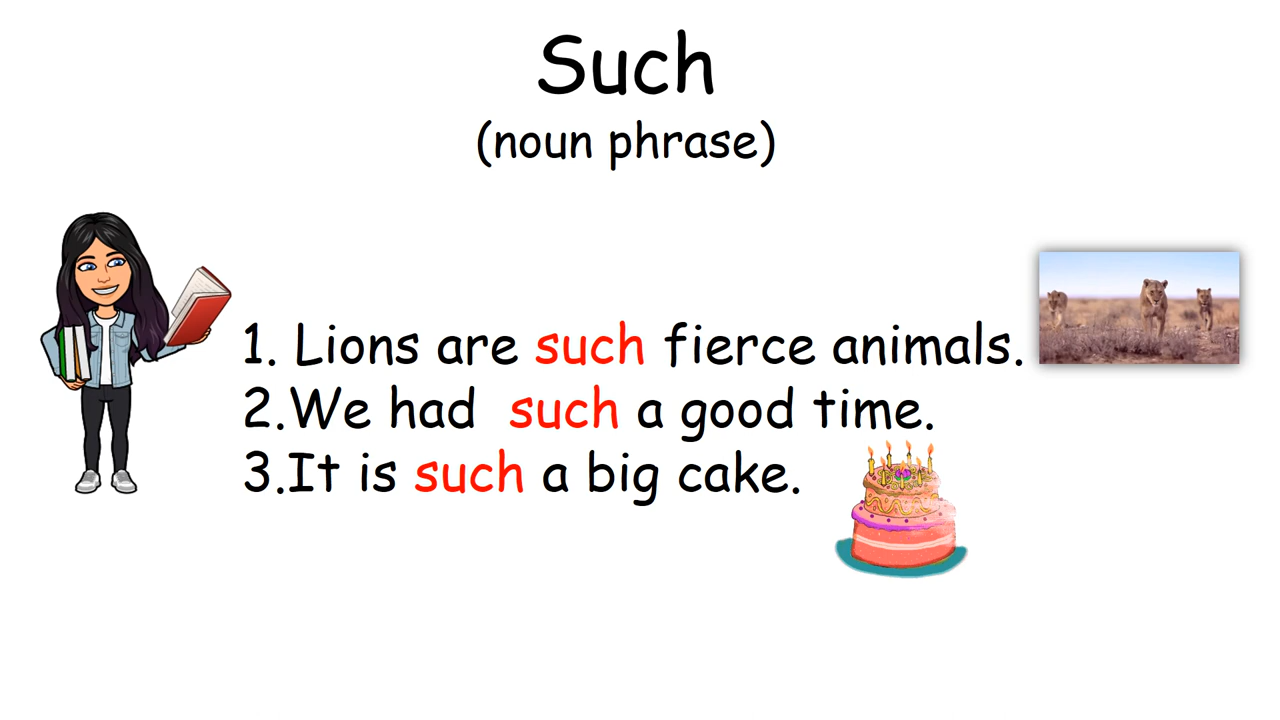 Such
(noun phrase)
1. Lions are such fierce animals.
2.We had  such a good time.
3.It is such a big cake.